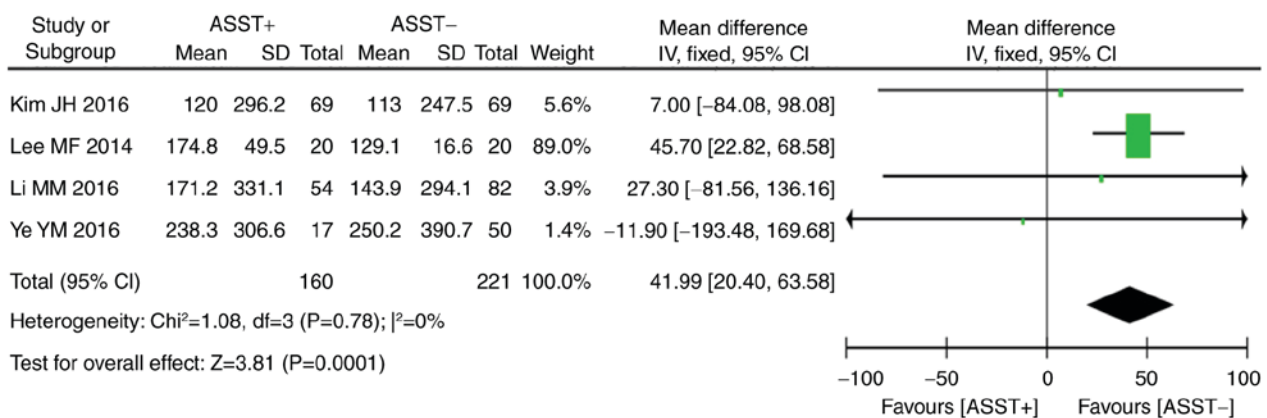 Study or Subgroup ASST+ ASST− Mean difference Mean difference
Mean SD Total Mean SD Total Weight IV, fixed, 95% CI IV, fixed, 95% CI
Kim JH 2016 120 296.2 69 113 247.5 69 5.6% 7.00 [−84.08, 98.08]
Lee MF 2014 174.8 49.5 20 129.1 16.6 20 89.0% 45.70 [22.82, 68.58]
Li MM 2016 171.2 331.1 54 143.9 294.1 82 3.9% 27.30 [−81.56, 136.16]
Ye YM 2016 238.3 306.6 17 250.2 390.7 50 1.4% −11.90 [−193.48, 169.68]
Total (95% CI) 160 221 100.0% 41.99 [20.40, 63.58]
Heterogeneity: Chi²=1.08, df=3 (P=0.78); I²=0%
Test for overall effect: Z=3.81 (P=0.0001)
−100 −50 0 50 100
Favours [ASST+] Favours [ASST−]